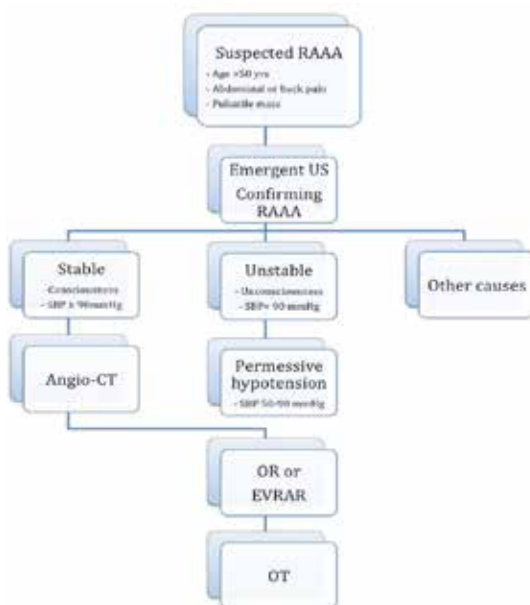 Suspected RAAA
- Age >50 yrs
- Abdominal or back pain
- Pulsatile mass
Emergent US
Confirming
RAAA
Stable
-Consciousness
- SBP ≥ 90mmHg
Unstable
- Unconsciousness
- SBP< 90 mmHg
Other causes
Angio-CT
Permessive
hypotension
- SBP 50-90 mmHg
OR or
EVRAR
OT